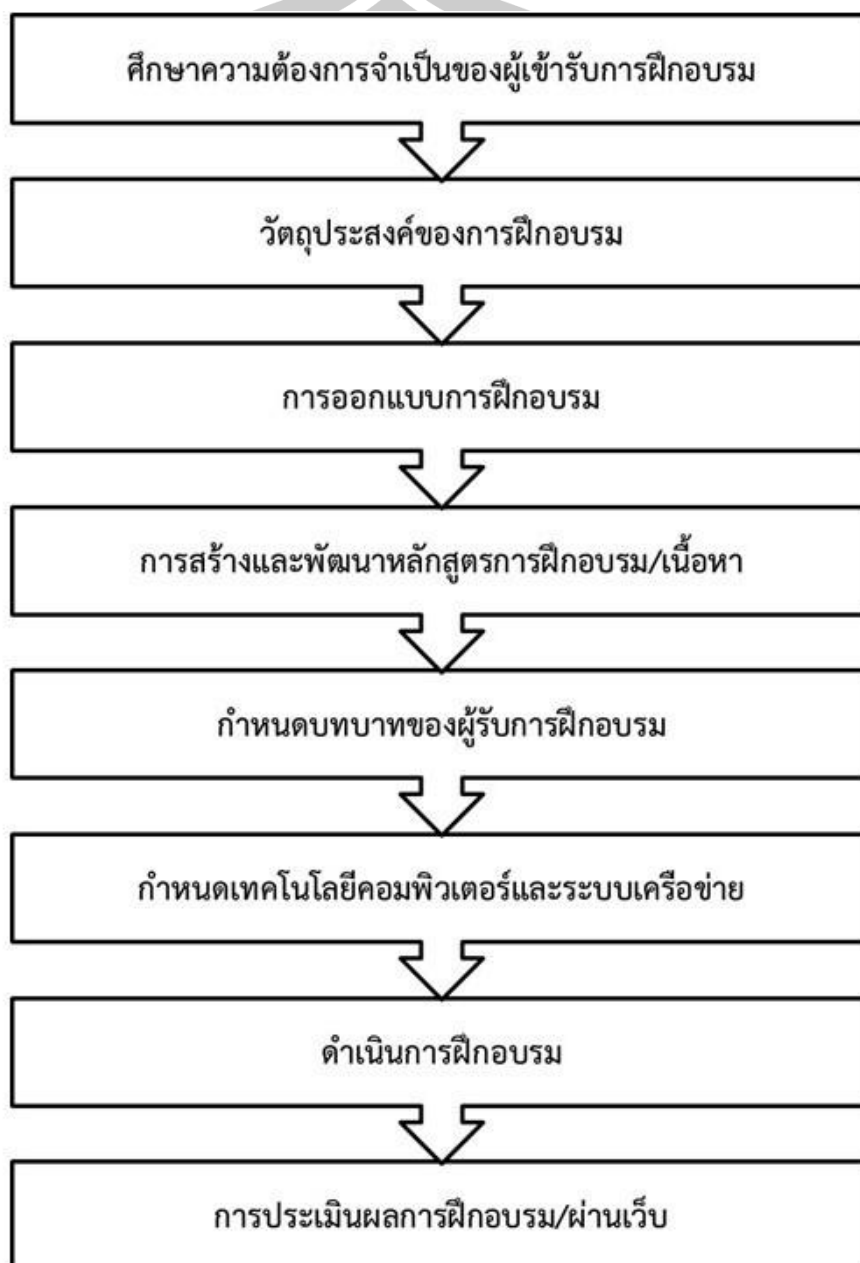 ศึกษาความต้องการจำเป็นของผู้เข้ารับการฝึกอบรม
วัตถุประสงค์ของการฝึกอบรม
การออกแบบการฝึกอบรม
การสร้างและพัฒนาหลักสูตรการฝึกอบรม/เนื้อหา
กำหนดบทบาทของผู้รับการฝึกอบรม
กำหนดเทคโนโลยีคอมพิวเตอร์และระบบเครือข่าย
ดำเนินการฝึกอบรม
การประเมินผลการฝึกอบรม/ผ่านเว็บ